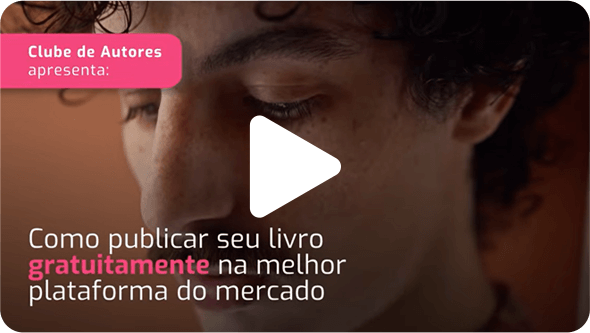 Clube de Autores
apresenta:
Como publicar seu livro
gratuitamente na melhor
plataforma do mercado